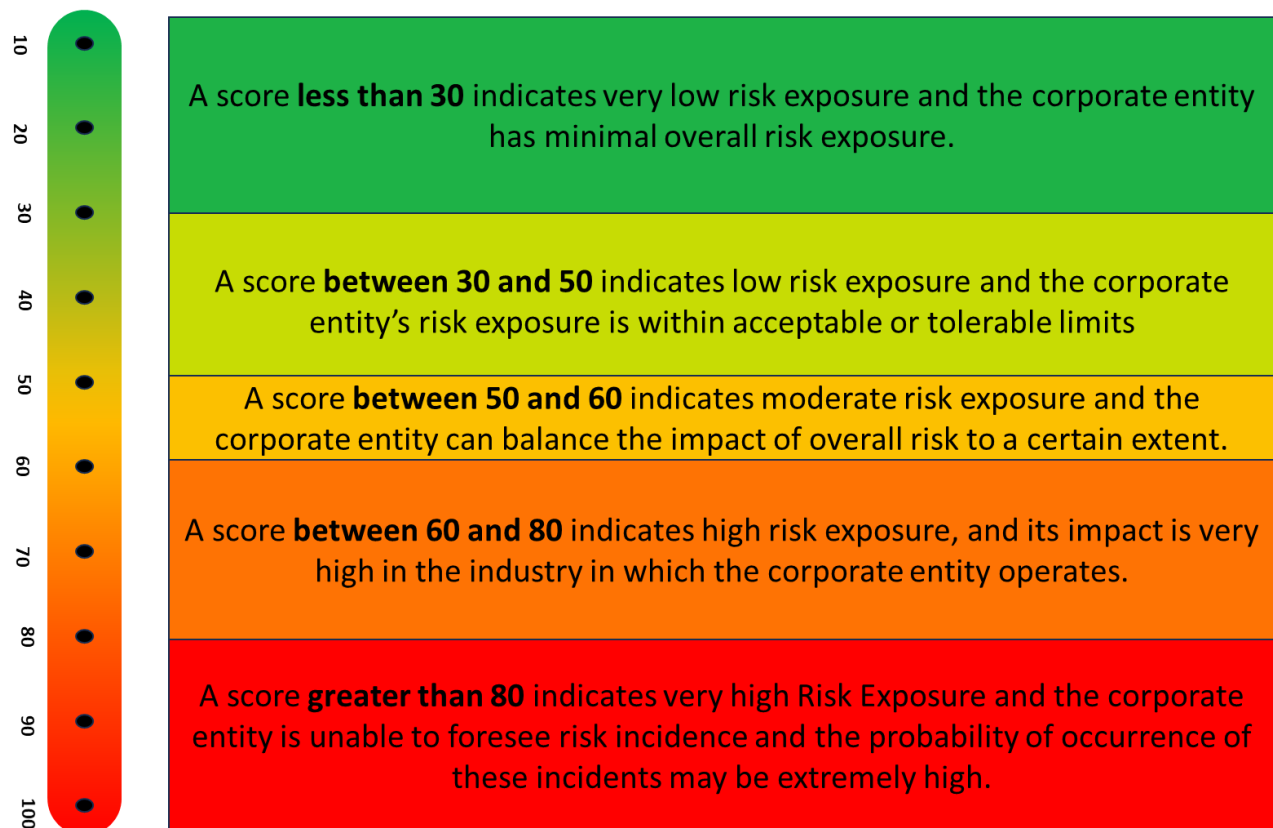 10
20
30
40
50
60
70
80
90
100
A score less than 30 indicates very low risk exposure and the corporate entity
has minimal overall risk exposure.
A score between 30 and 50 indicates low risk exposure and the corporate
entity’s risk exposure is within acceptable or tolerable limits
A score between 50 and 60 indicates moderate risk exposure and the
corporate entity can balance the impact of overall risk to a certain extent.
A score between 60 and 80 indicates high risk exposure, and its impact is very
high in the industry in which the corporate entity operates.
A score greater than 80 indicates very high Risk Exposure and the corporate
entity is unable to foresee risk incidence and the probability of occurrence of
these incidents may be extremely high.